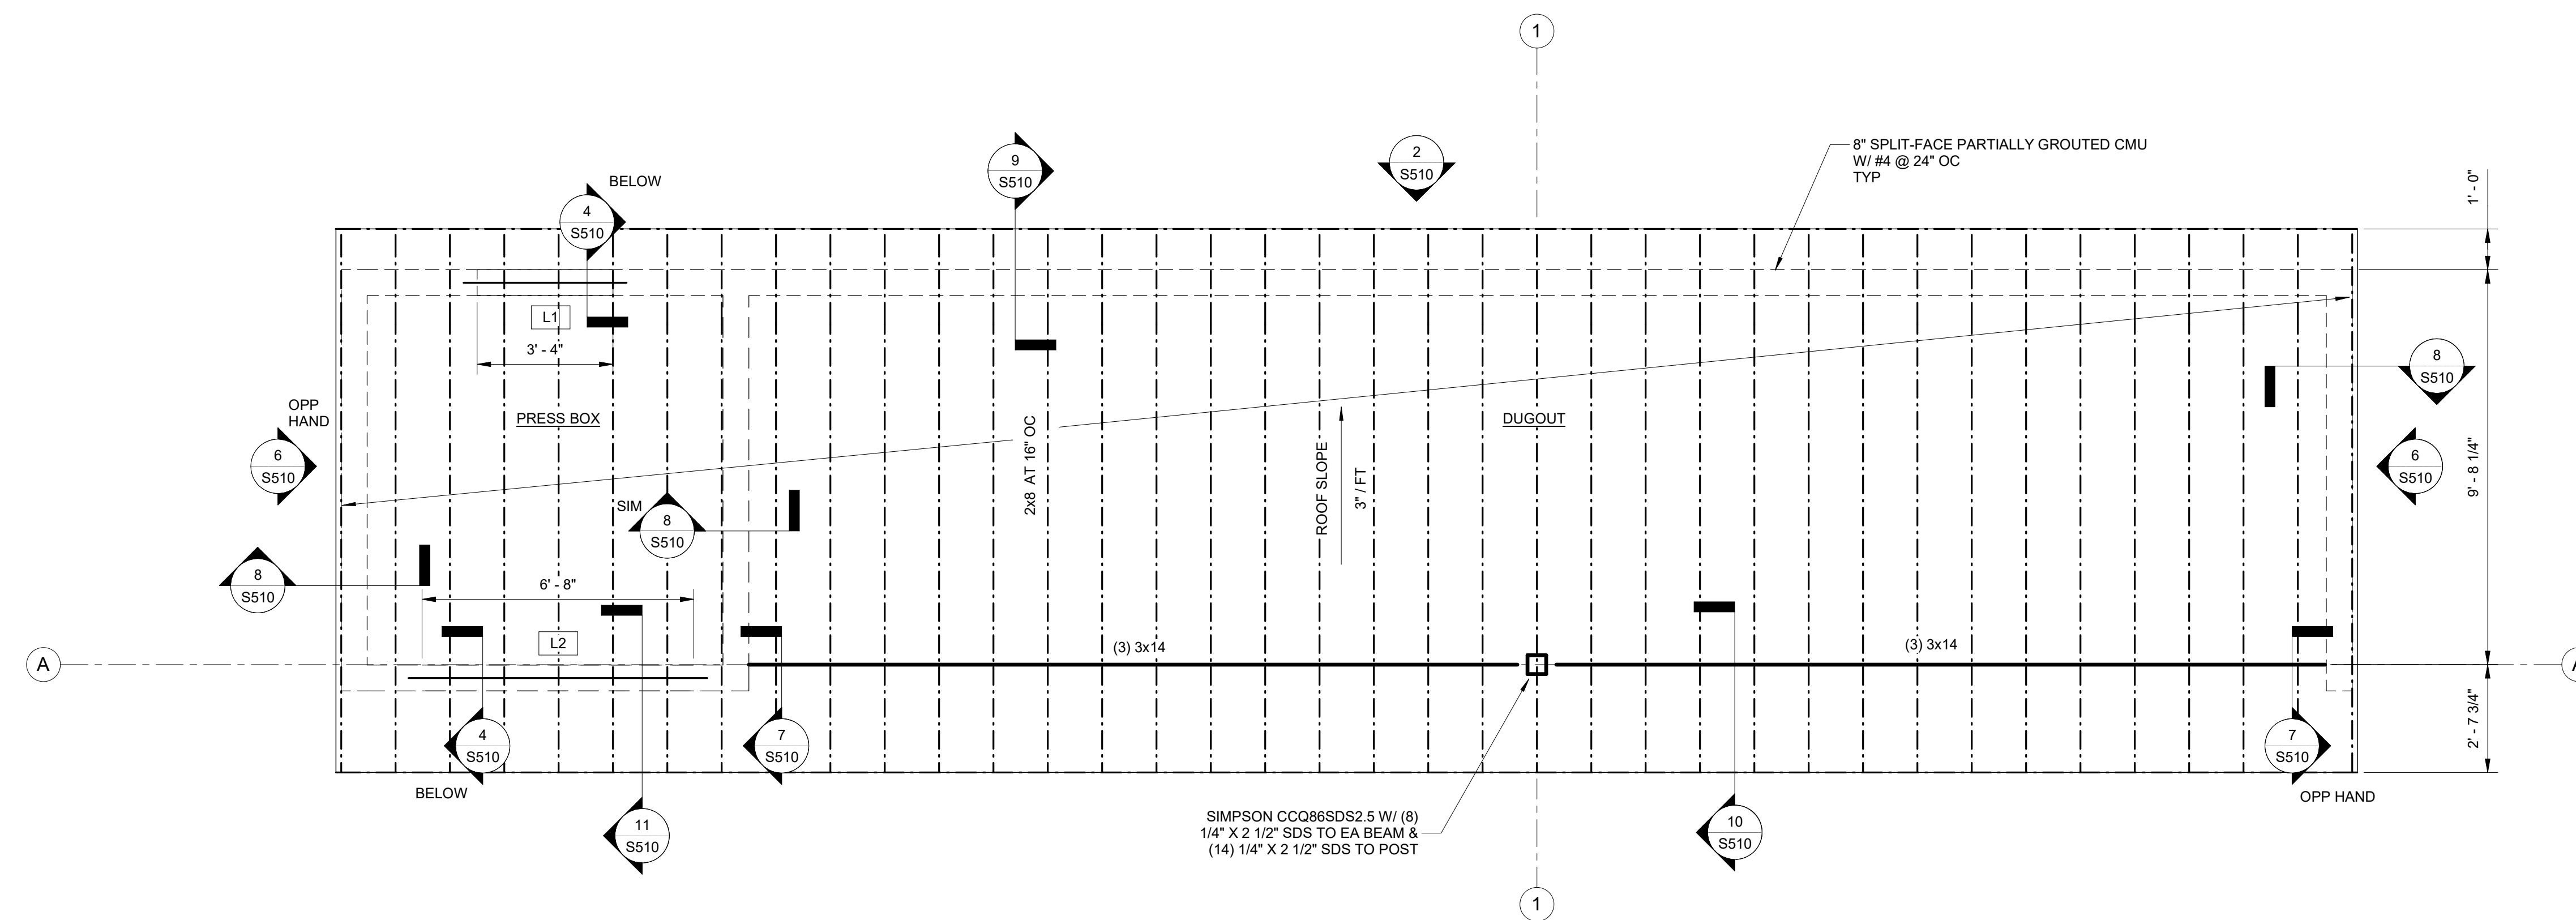 1
9
S510
2
S510
8" SPLIT-FACE PARTIALLY GROUTED CMU
W/ #4 @ 24" OC
TYP
BELOW
4
S510
1' - 0"
L1
3' - 4"
OPP
HAND
6
S510
PRESS BOX
2x8 AT 16" OC
ROOF SLOPE
3" / FT
DUGOUT
8
S510
6
S510
9' - 8 1/4"
SIM
8
S510
8
S510
6' - 8"
L2
A
(3) 3x14
(3) 3x14
A
4
S510
BELOW
7
S510
7
S510
OPP HAND
2' - 7 3/4"
11
S510
SIMPSON CCQ86SDS2.5 W/ (8)
1/4" X 2 1/2" SDS TO EA BEAM &
(14) 1/4" X 2 1/2" SDS TO POST
10
S510
1